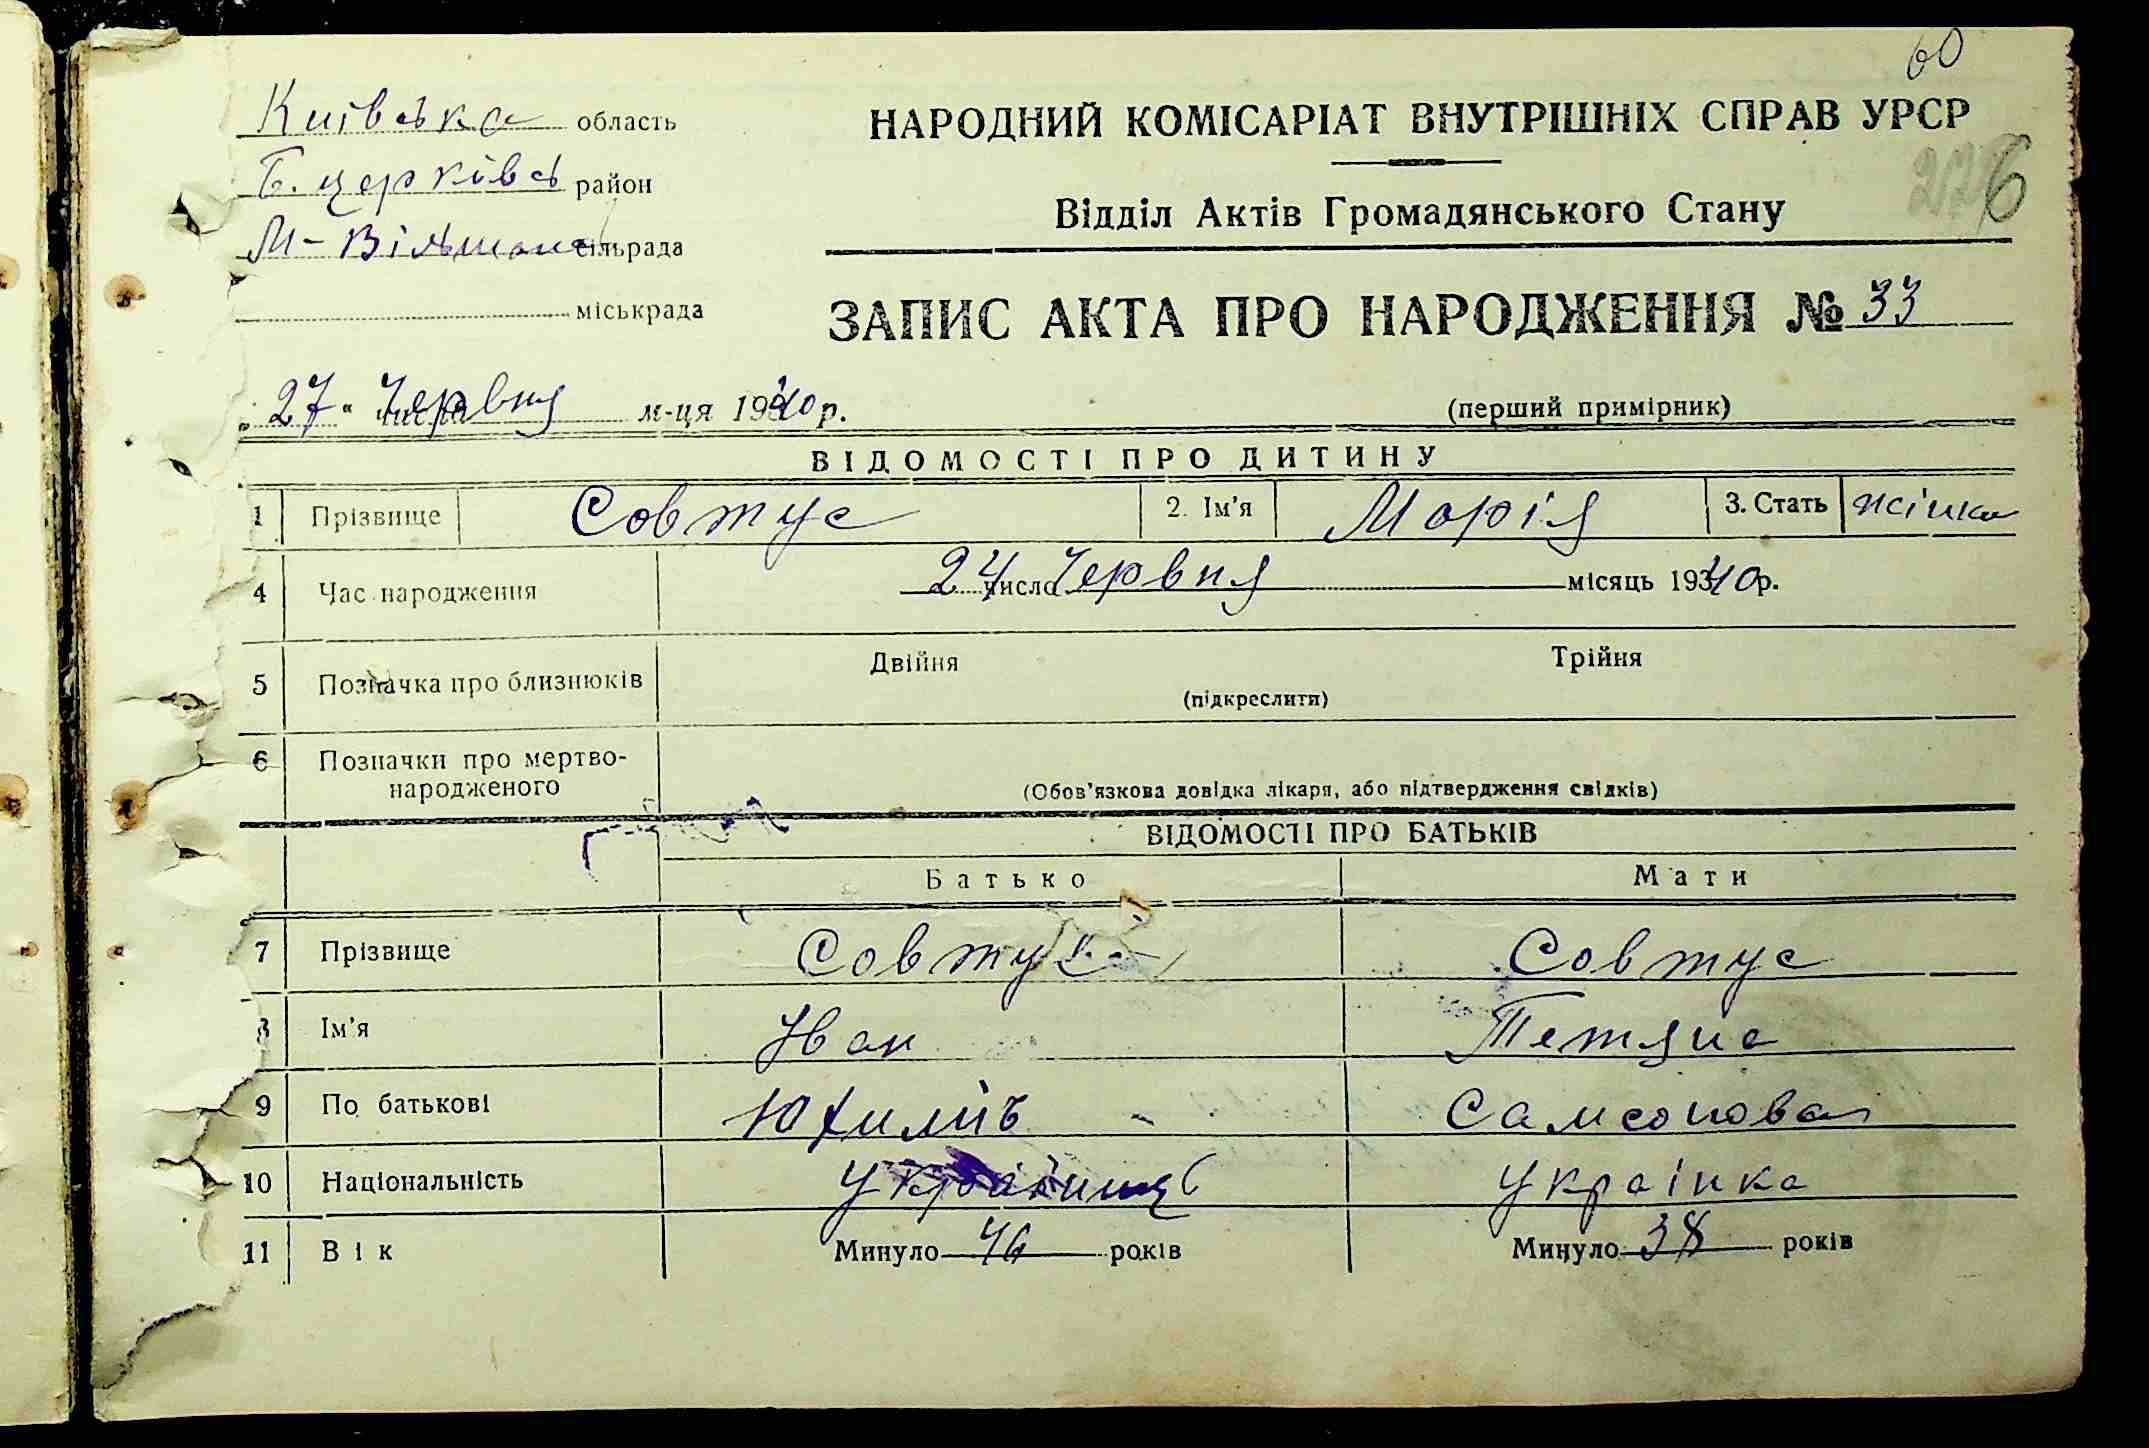 60
Київська область
НАРОДНИЙ КОМІСАРІАТ ВНУТРІШНІХ СПРАВ УРСР
Б. церківсь район
226
Відділ Актів Громадянського Стану
М-Вільшана сільрада
міськрада
ЗАПИС АКТА ПРО НАРОДЖЕННЯ № 33
„27“ числа Червня м-ця 1940 р.
(перший примірник)
ВІДОМОСТІ ПРО ДИТИНУ
1 Прізвище Совтус 2. Ім'я Марія 3. Стать жінка
4 Час народження 24 число Червня місяць 1940 р.
5 Позначка про близнюків Двійня Трійня
(підкреслити)
6 Позначки про мертво-
народженого
(Обов'язкова довідка лікаря, або підтвердження свідків)
ВІДОМОСТІ ПРО БАТЬКІВ
Батько Мати
7 Прізвище Совтус Совтус
8 Ім'я Іван Тетяна
9 По батькові Юхимів Самсонова
10 Національність українець українка
11 Вік Минуло 46 років Минуло 38 років